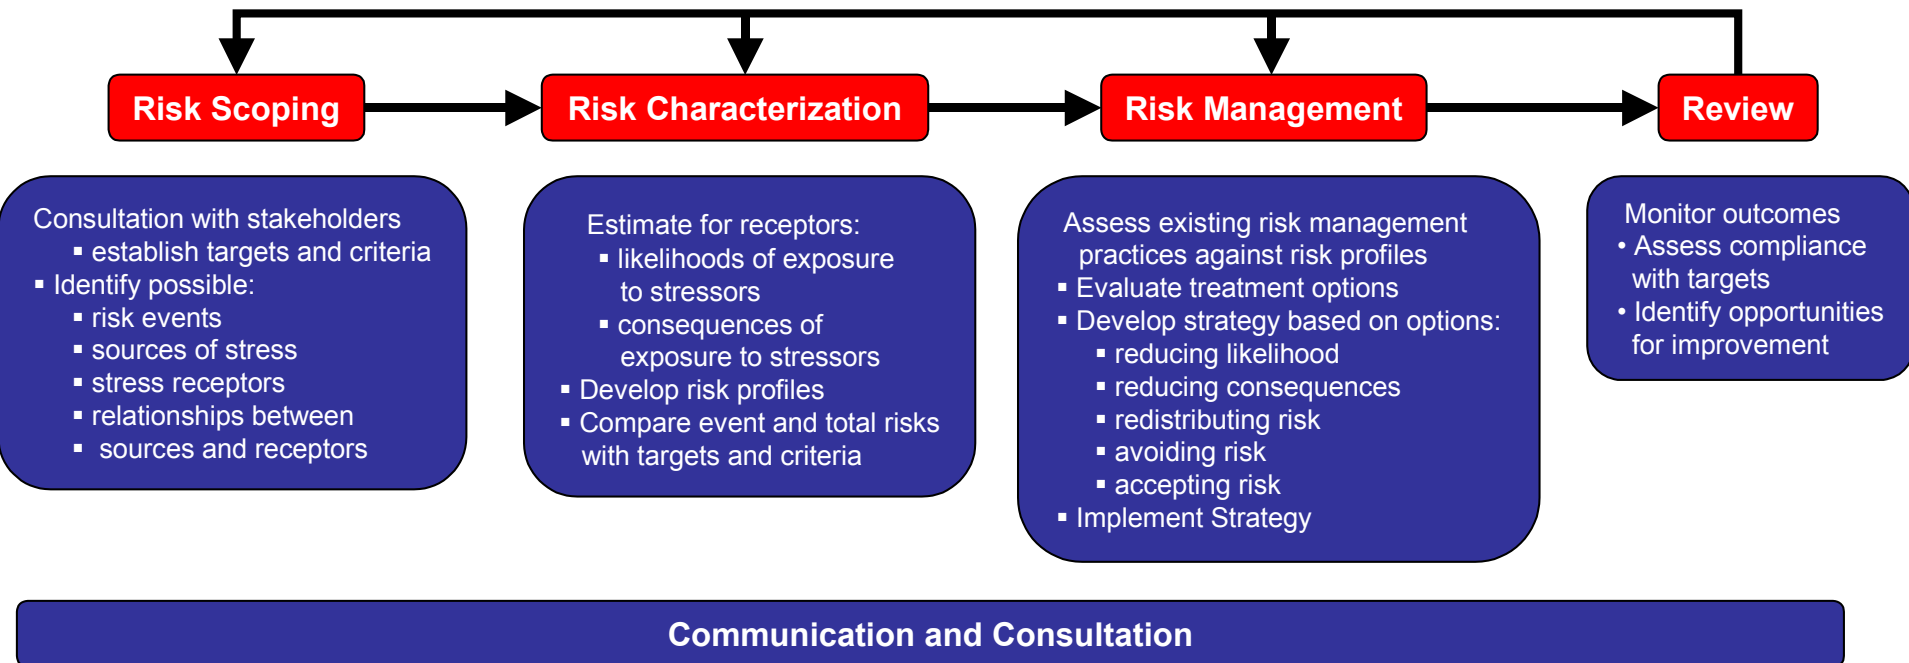 Risk Scoping
Risk Characterization
Risk Management
Review
Consultation with stakeholders
▪ establish targets and criteria
▪ Identify possible:
▪ risk events
▪ sources of stress
▪ stress receptors
▪ relationships between
▪ sources and receptors
Estimate for receptors:
▪ likelihoods of exposure
to stressors
▪ consequences of
exposure to stressors
▪ Develop risk profiles
▪ Compare event and total risks
with targets and criteria
Assess existing risk management
practices against risk profiles
▪ Evaluate treatment options
▪ Develop strategy based on options:
▪ reducing likelihood
▪ reducing consequences
▪ redistributing risk
▪ avoiding risk
▪ accepting risk
▪ Implement Strategy
Monitor outcomes
• Assess compliance
with targets
• Identify opportunities
for improvement
Communication and Consultation